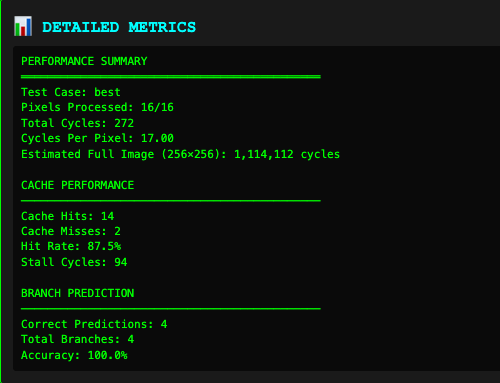 DETAILED METRICS
PERFORMANCE SUMMARY
Test Case: best
Pixels Processed: 16/16
Total Cycles: 272
Cycles Per Pixel: 17.00
Estimated Full Image (256×256): 1,114,112 cycles
CACHE PERFORMANCE
Cache Hits: 14
Cache Misses: 2
Hit Rate: 87.5%
Stall Cycles: 94
BRANCH PREDICTION
Correct Predictions: 4
Total Branches: 4
Accuracy: 100.0%